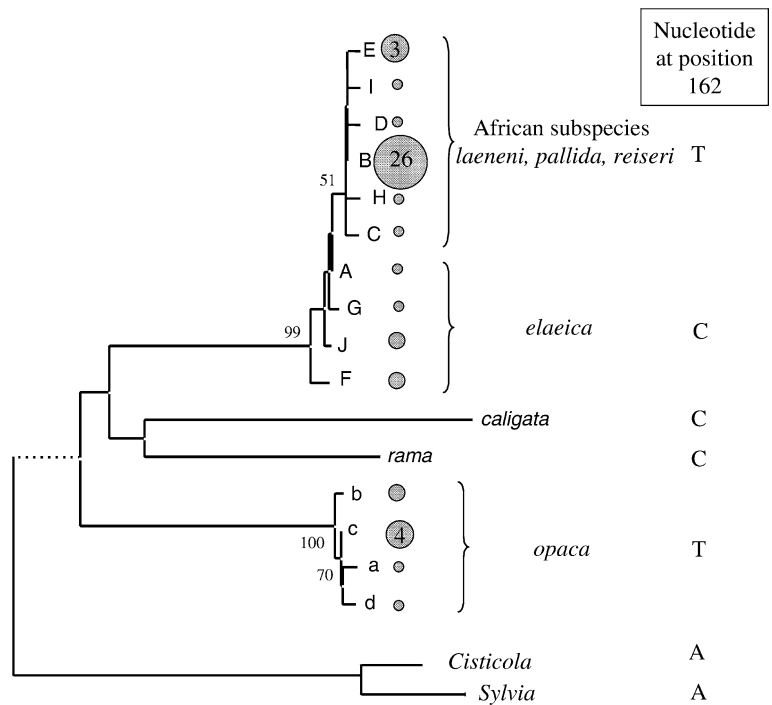 Nucleotide
at position
162
E 3
I
D
African subspecies
B 26 laeneni, pallida, reiseri T
51
H
C
A
G
elaeica C
99
J
F
caligata C
rama C
b
c 4
100
opaca T
a
70
d
Cisticola A
Sylvia A